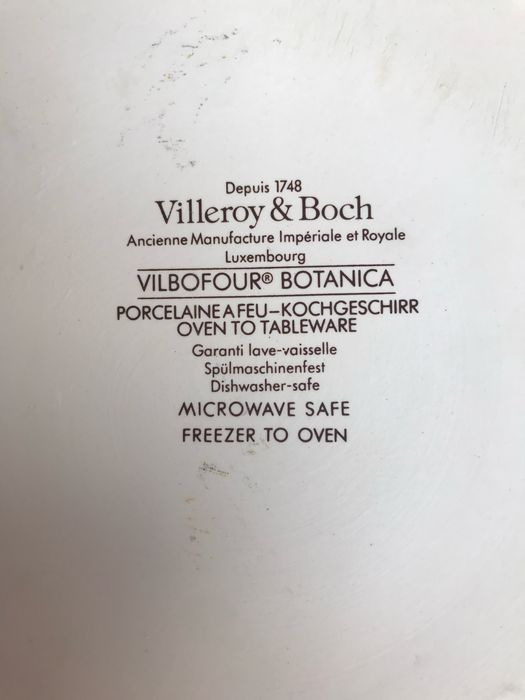 Depuis 1748
Villeroy & Boch
Ancienne Manufacture Impériale et Royale
Luxembourg
VILBOFOUR® BOTANICA
PORCELAINE A FEU–KOCHGESCHIRR
OVEN TO TABLEWARE
Garanti lave-vaisselle
Spülmaschinenfest
Dishwasher-safe
MICROWAVE SAFE
FREEZER TO OVEN